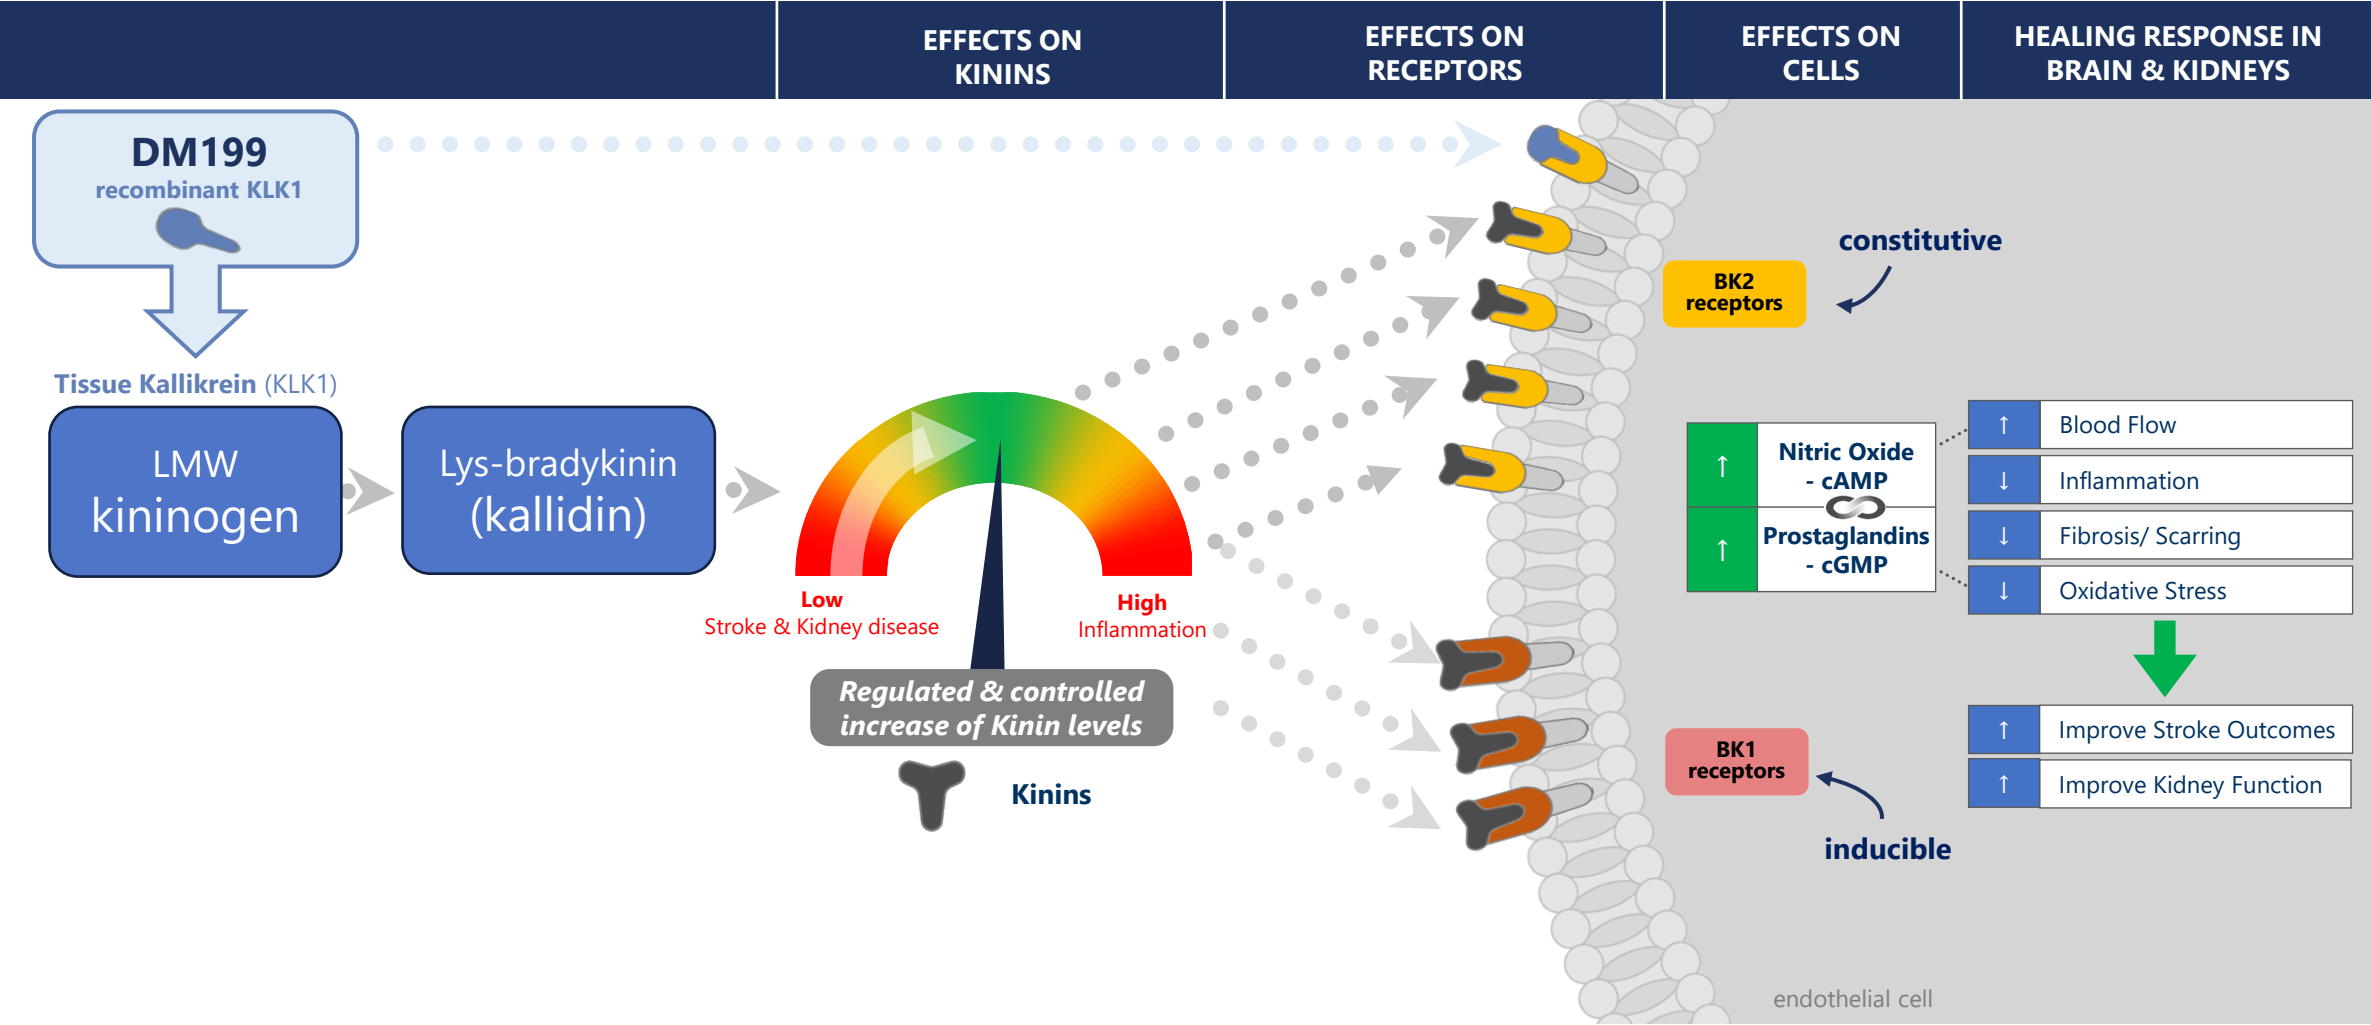 EFFECTS ON
KININS
EFFECTS ON
RECEPTORS
EFFECTS ON
CELLS
HEALING RESPONSE IN
BRAIN & KIDNEYS
DM199
recombinant KLK1
Tissue Kallikrein (KLK1)
LMW
kininogen
Lys-bradykinin
(kallidin)
Low
Stroke & Kidney disease
High
Inflammation
Regulated & controlled
increase of Kinin levels
Kinins
constitutive
BK2
receptors
↑ Nitric Oxide
- cAMP
↑ Prostaglandins
- cGMP
BK1
receptors
inducible
↑ Blood Flow
↓ Inflammation
↓ Fibrosis/ Scarring
↓ Oxidative Stress
↑ Improve Stroke Outcomes
↑ Improve Kidney Function
endothelial cell